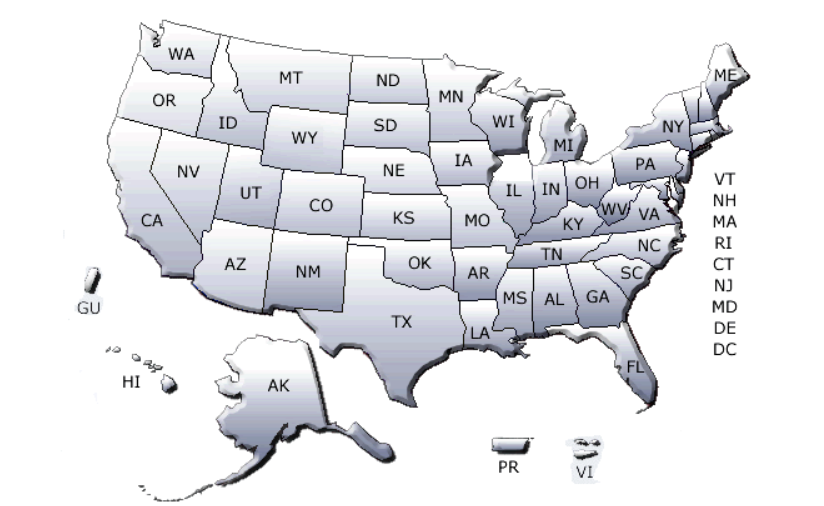 WA
MT
ND
MN
ME
OR
ID
WY
SD
WI
MI
NY
NV
UT
CO
NE
IA
IL
IN
OH
PA
CA
KS
MO
KY
WV
VA
VT
NH
MA
RI
CT
NJ
MD
DE
DC
AZ
NM
OK
AR
TN
NC
SC
TX
LA
MS
AL
GA
FL
GU
HI
AK
PR
VI